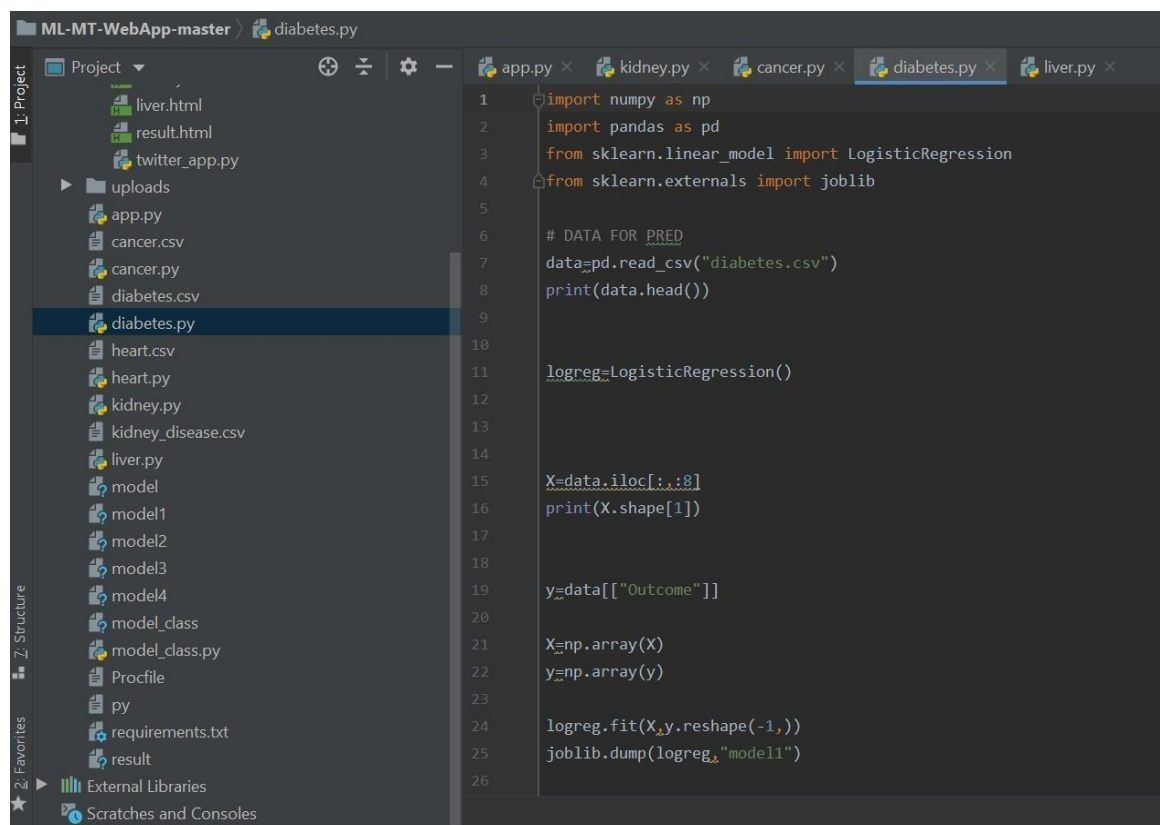 ML-MT-WebApp-master diabetes.py
1: Project
Project
liver.html
result.html
twitter_app.py
uploads
app.py
cancer.csv
cancer.py
diabetes.csv
diabetes.py
heart.csv
heart.py
kidney.py
kidney_disease.csv
liver.py
model
model1
model2
model3
model4
model_class
model_class.py
Procfile
py
requirements.txt
result
External Libraries
Scratches and Consoles
7: Structure
2: Favorites
app.py kidney.py cancer.py diabetes.py liver.py
1 import numpy as np
2 import pandas as pd
3 from sklearn.linear_model import LogisticRegression
4 from sklearn.externals import joblib
5
6 # DATA FOR PRED
7 data=pd.read_csv("diabetes.csv")
8 print(data.head())
9
10
11 logreg=LogisticRegression()
12
13
14
15 X=data.iloc[:,:8]
16 print(X.shape[1])
17
18
19 y=data[["Outcome"]]
20
21 X=np.array(X)
22 y=np.array(y)
23
24 logreg.fit(X,y.reshape(-1,))
25 joblib.dump(logreg,"model1")
26